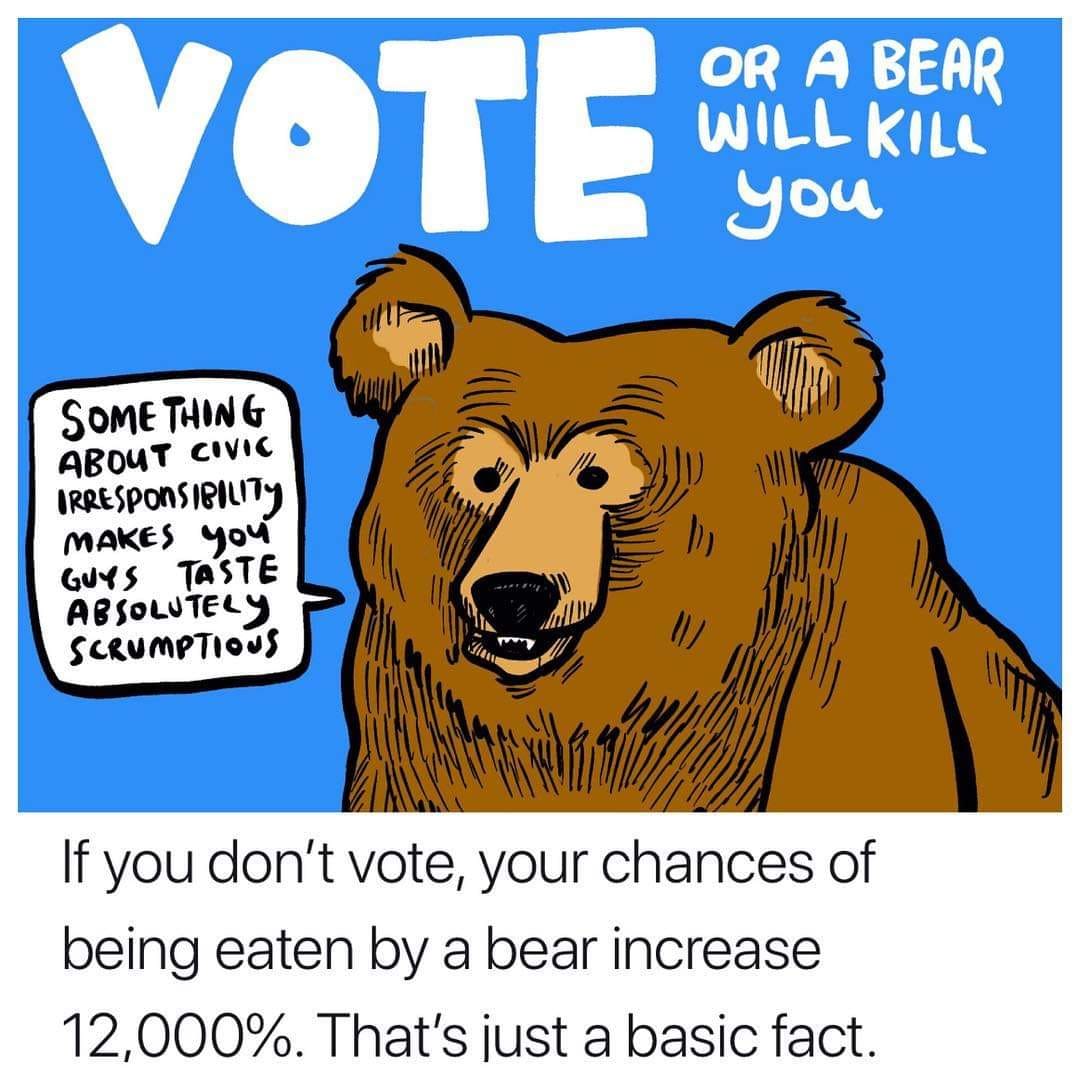 VOTE OR A BEAR
WILL KILL
you
SOMETHING
ABOUT CIVIC
IRRESPONSIBILITY
MAKES you
GUYS TASTE
ABSOLUTELY
SCRUMPTIOUS
If you don't vote, your chances of
being eaten by a bear increase
12,000%. That's just a basic fact.